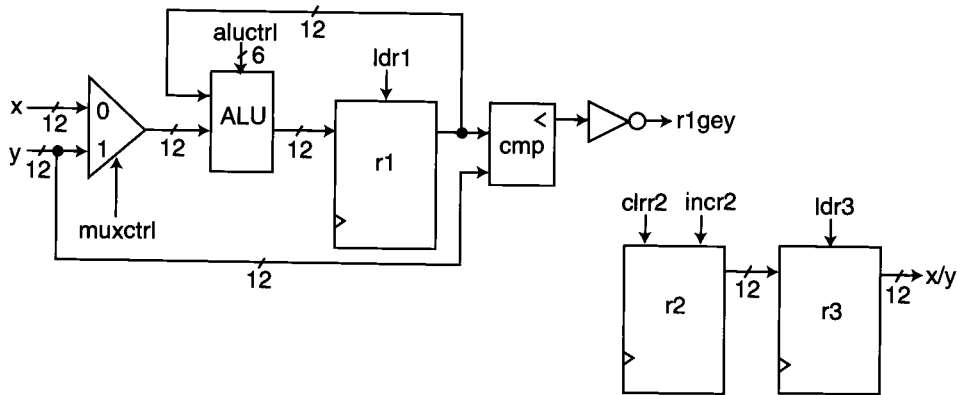 12
aluctrl
6
ldr1
x
12
0
ALU
12
12
r1
<
cmp
r1gey
y
12
1
muxctrl
12
clrr2
incr2
ldr3
r2
12
r3
12
x/y